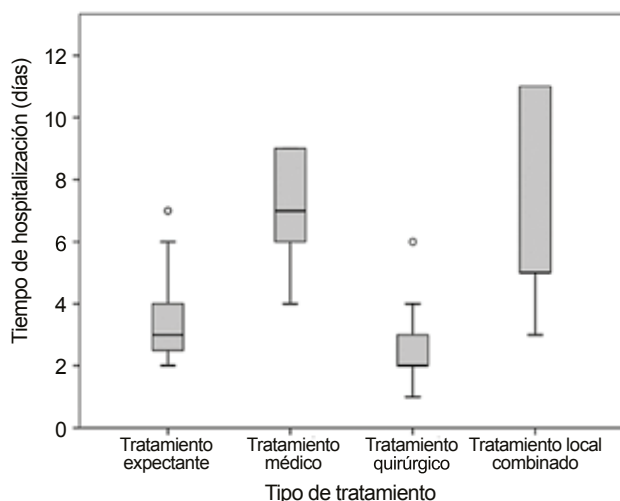 Tiempo de hospitalización (días)
12
10
8
6
4
2
0
Tratamiento
expectante
Tratamiento
médico
Tratamiento
quirúrgico
Tratamiento local
combinado
Tipo de tratamiento